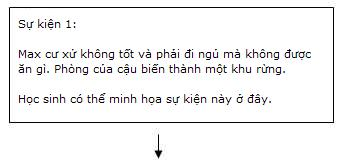 Sự kiện 1:
Max cư xử không tốt và phải đi ngủ mà không được
ăn gì. Phòng của cậu biến thành một khu rừng.
Học sinh có thể minh họa sự kiện này ở đây.